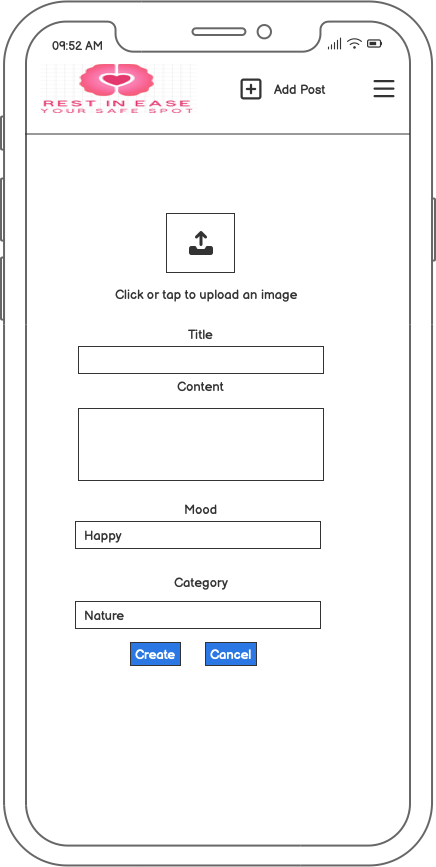 09:52 AM
REST IN EASE
YOUR SAFE SPOT
Add Post
Click or tap to upload an image
Title
Content
Mood
Happy
Category
Nature
Create Cancel